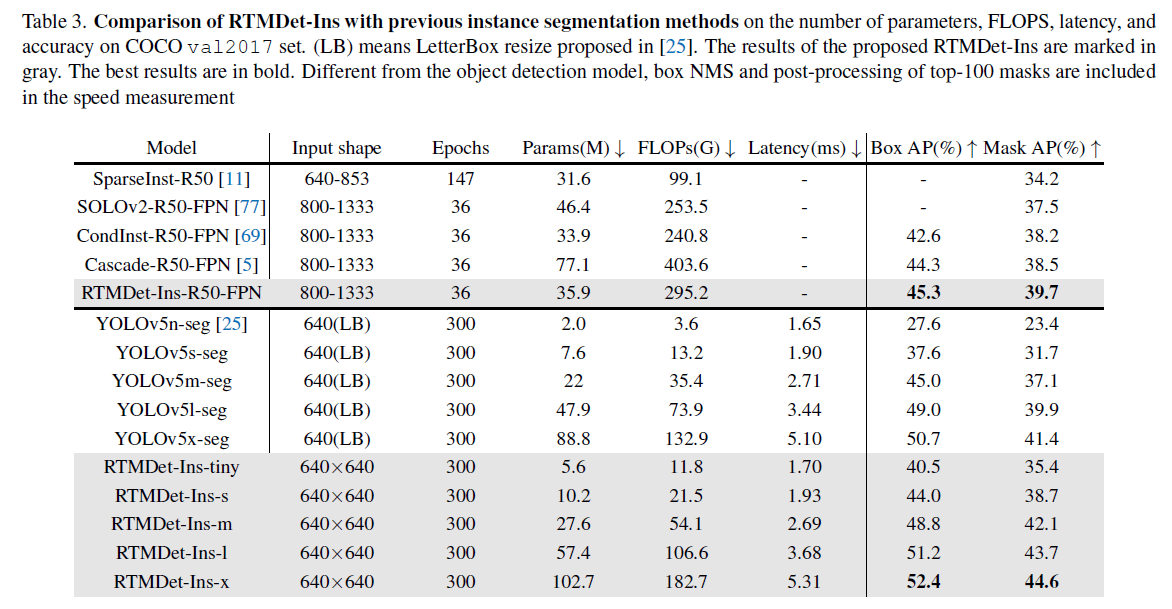 Table 3. Comparison of RTMDet-Ins with previous instance segmentation methods on the number of parameters, FLOPS, latency, and
accuracy on COCO val2017 set. (LB) means LetterBox resize proposed in [25]. The results of the proposed RTMDet-Ins are marked in
gray. The best results are in bold. Different from the object detection model, box NMS and post-processing of top-100 masks are included
in the speed measurement
Model Input shape Epochs Params(M) ↓ FLOPs(G) ↓ Latency(ms) ↓ Box AP(%) ↑ Mask AP(%) ↑
SparseInst-R50 [11] 640-853 147 31.6 99.1 - - 34.2
SOLOv2-R50-FPN [77] 800-1333 36 46.4 253.5 - - 37.5
CondInst-R50-FPN [69] 800-1333 36 33.9 240.8 - 42.6 38.2
Cascade-R50-FPN [5] 800-1333 36 77.1 403.6 - 44.3 38.5
RTMDet-Ins-R50-FPN 800-1333 36 35.9 295.2 - 45.3 39.7
YOLOv5n-seg [25] 640(LB) 300 2.0 3.6 1.65 27.6 23.4
YOLOv5s-seg 640(LB) 300 7.6 13.2 1.90 37.6 31.7
YOLOv5m-seg 640(LB) 300 22 35.4 2.71 45.0 37.1
YOLOv5l-seg 640(LB) 300 47.9 73.9 3.44 49.0 39.9
YOLOv5x-seg 640(LB) 300 88.8 132.9 5.10 50.7 41.4
RTMDet-Ins-tiny 640×640 300 5.6 11.8 1.70 40.5 35.4
RTMDet-Ins-s 640×640 300 10.2 21.5 1.93 44.0 38.7
RTMDet-Ins-m 640×640 300 27.6 54.1 2.69 48.8 42.1
RTMDet-Ins-l 640×640 300 57.4 106.6 3.68 51.2 43.7
RTMDet-Ins-x 640×640 300 102.7 182.7 5.31 52.4 44.6